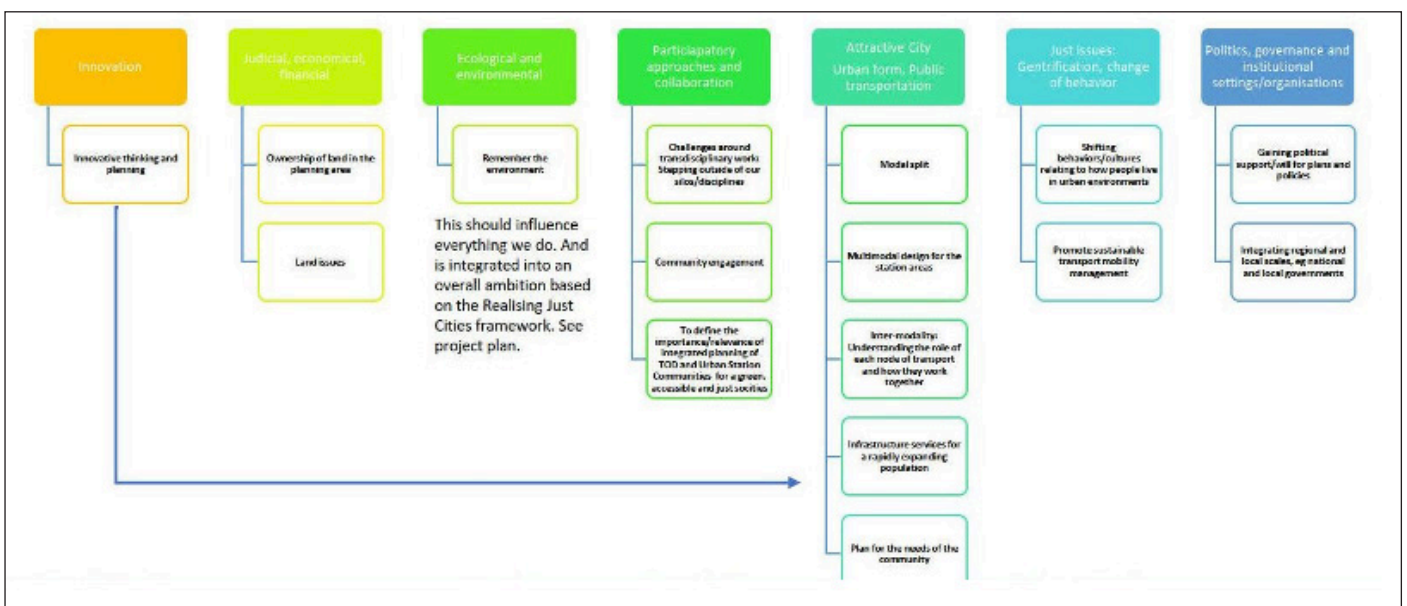 Innovation
Innovative thinking and
planning
Judicial, economical,
financial
Ownership of land in the
planning area
Land issues
Ecological and
environmental
Remember the
environment
This should influence
everything we do. And
is integrated into an
overall ambition based
on the Realising Just
Cities framework. See
project plan.
Particiapatory
approaches and
collaboration
Challenges around
transdisciplinary work:
Stepping outside of our
silos/disciplines
Community engagement
To define the
importance/relevance of
integrated planning of
TOD and Urban Station
Communities for a green,
accessible and just socities
Attractive City
Urban form, Public
transportation
Modal split
Multimodal design for the
station areas
Inter-modality:
Understanding the role of
each node of transport
and how they work
together
Infrastructure services for
a rapidly expanding
population
Plan for the needs of the
community
Just issues:
Gentrification, change
of behavior
Shifting
behaviors/cultures
relating to how people live
in urban environments
Promote sustainable
transport mobility
management
Politics, governance and
institutional
settings/organisations
Gaining political
support/will for plans and
policies
Integrating regional and
local scales, eg national
and local governments